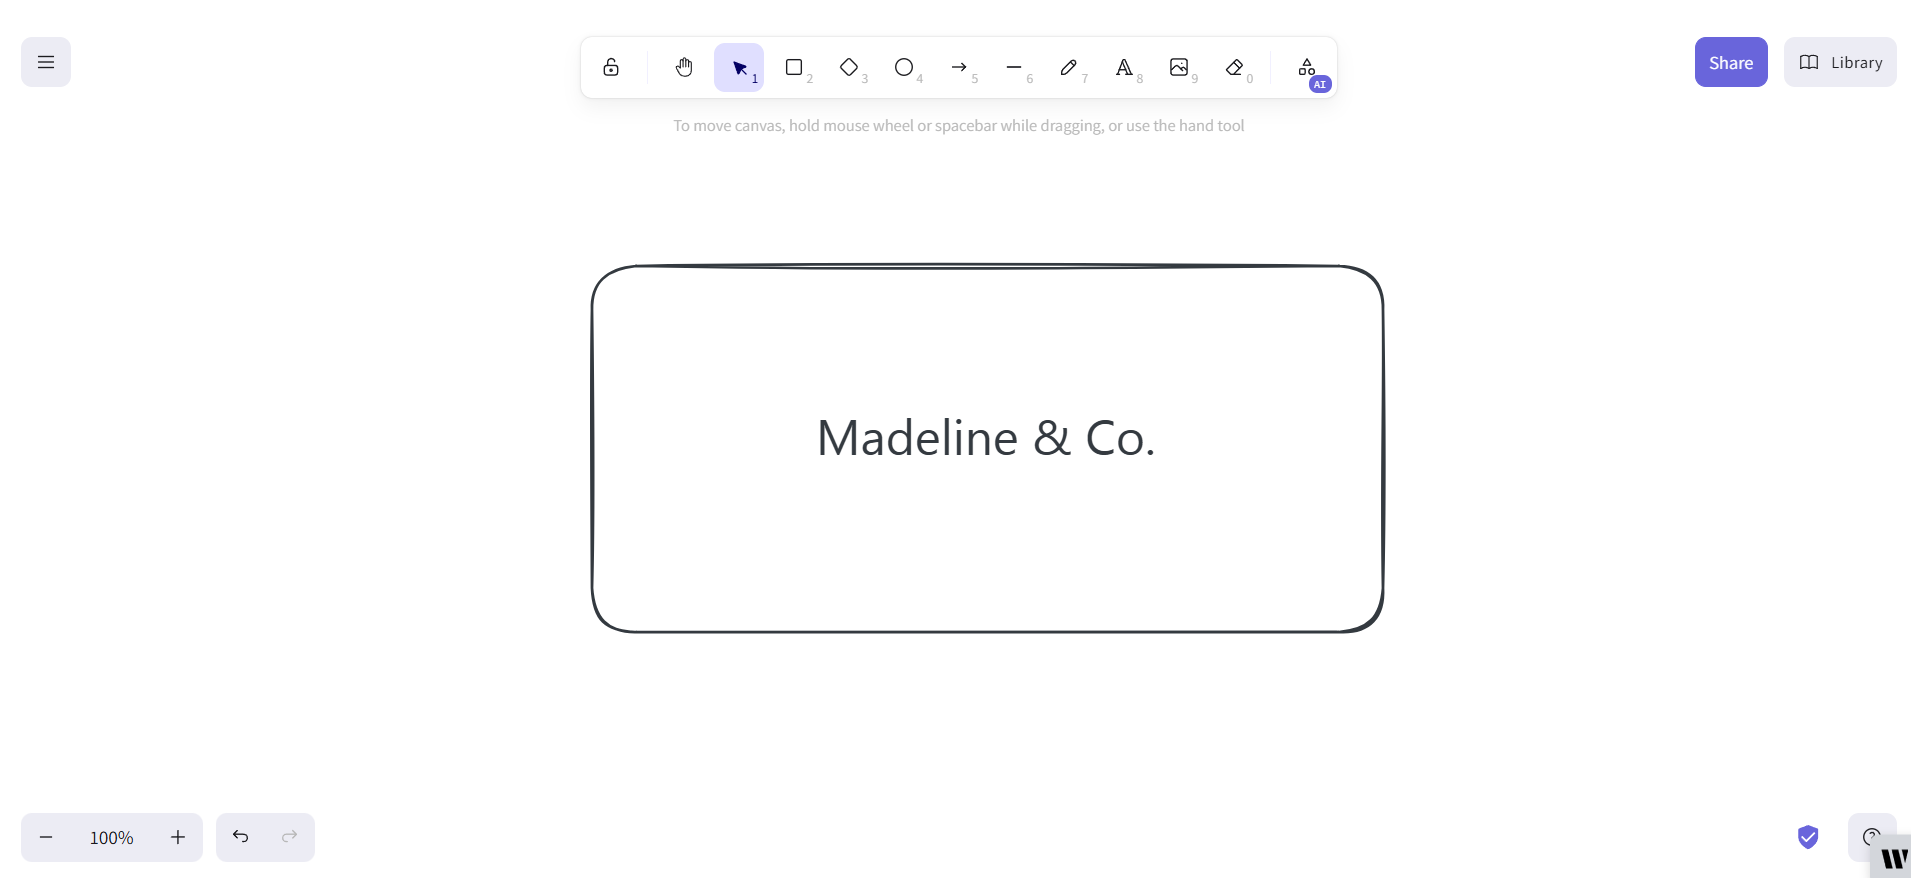 1
2
3
4
5
6
7
8
9
0
AI
Share
Library
To move canvas, hold mouse wheel or spacebar while dragging, or use the hand tool
Madeline & Co.
100%
?
W